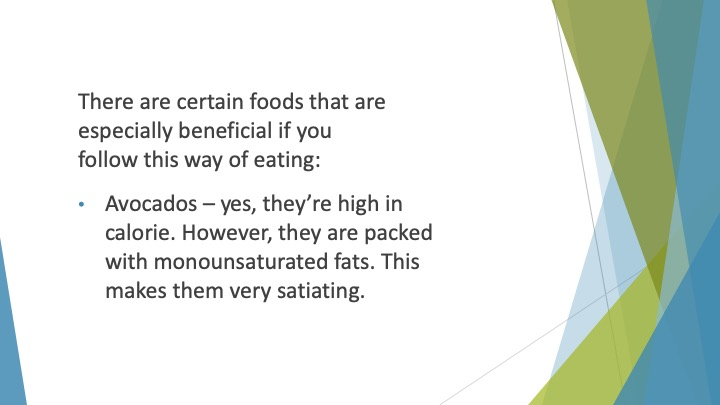 There are certain foods that are
especially beneficial if you
follow this way of eating:
• Avocados – yes, they’re high in
calorie. However, they are packed
with monounsaturated fats. This
makes them very satiating.